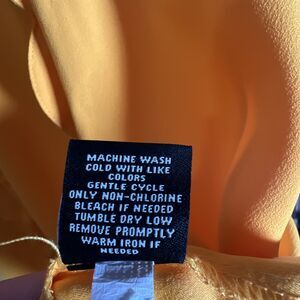 MACHINE WASH
COLD WITH LIKE
COLORS
GENTLE CYCLE
ONLY NON-CHLORINE
BLEACH IF NEEDED
TUMBLE DRY LOW
REMOVE PROMPTLY
WARM IRON IF
NEEDED